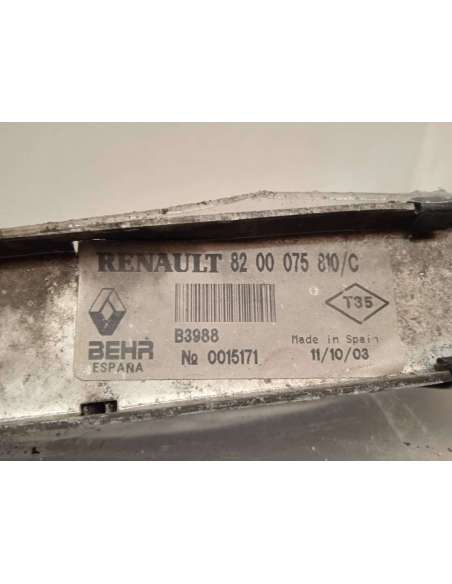 RENAULT 82 00 075 810/C
T35
B3988
BEHR
ESPAÑA
№ 0015171
Made in Spain
11/10/03